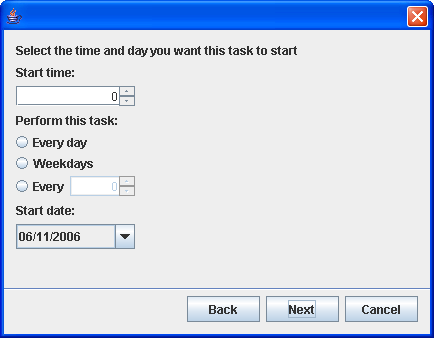 Select the time and day you want this task to start
Start time:
0
Perform this task:
Every day
Weekdays
Every 0
Start date:
06/11/2006
Back Next Cancel